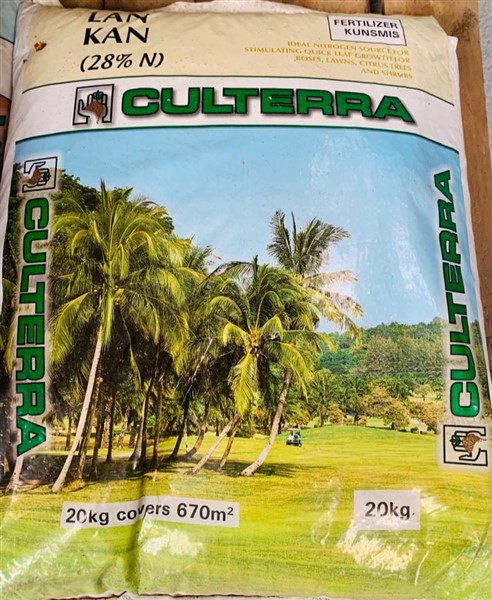 LAN
KAN
(28% N)
FERTILIZER
KUNSMIS
IDEAL NITROGEN SOURCE FOR
STIMULATING QUICK LEAF GROWTH FOR
ROSES, LAWNS, CITRUS TREES
AND SHRUBS
CULTERRA
CULTERRA
CULTERRA
20kg covers 670m²
20kg